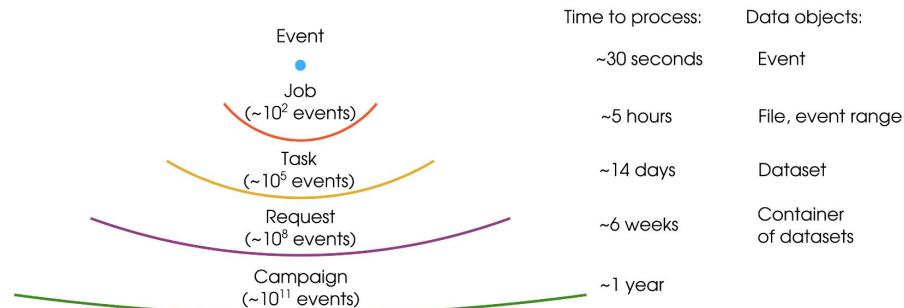 Time to process: Data objects:
Event
~30 seconds Event
Job
(~10² events)
~5 hours File, event range
Task
(~10⁵ events)
~14 days Dataset
Request
(~10⁸ events)
~6 weeks Container
of datasets
Campaign
(~10¹¹ events)
~1 year